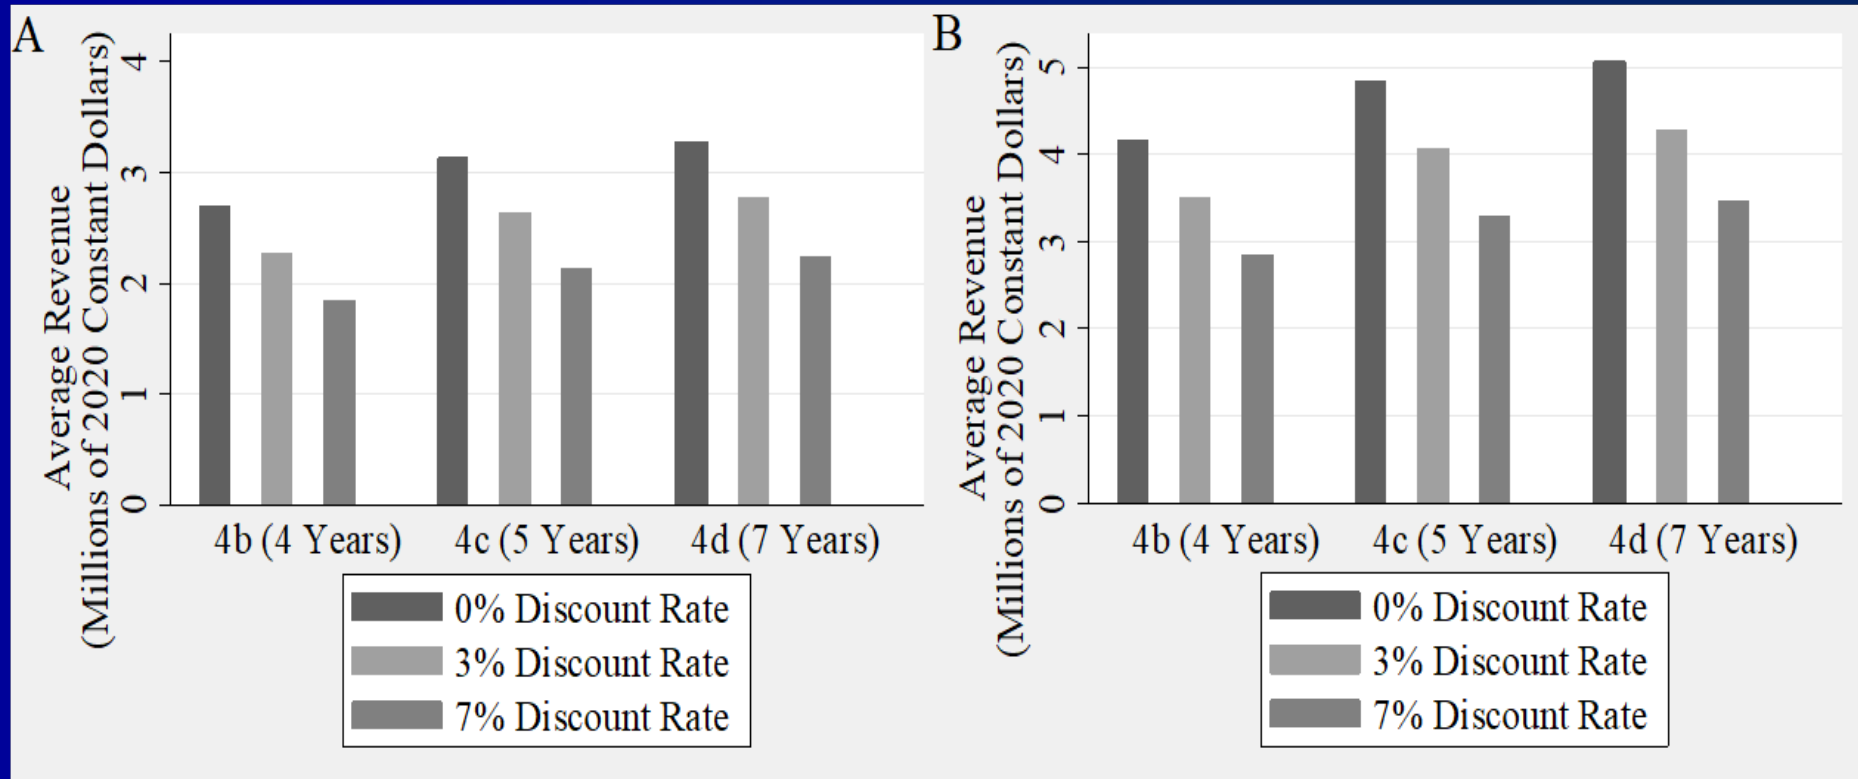 A
Average Revenue
(Millions of 2020 Constant Dollars)
4
3
2
1
0
4b (4 Years)
4c (5 Years)
4d (7 Years)
0% Discount Rate
3% Discount Rate
7% Discount Rate
B
Average Revenue
(Millions of 2020 Constant Dollars)
5
4
3
2
1
0
4b (4 Years)
4c (5 Years)
4d (7 Years)
0% Discount Rate
3% Discount Rate
7% Discount Rate